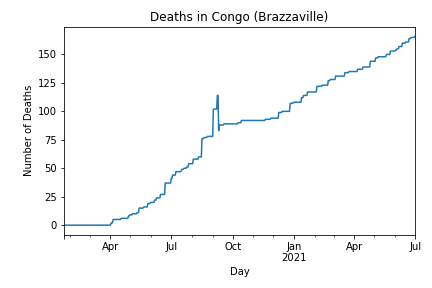 Deaths in Congo (Brazzaville)
150
125
100
75
50
25
0
Number of Deaths
Apr Jul Oct Jan Apr Jul
2021
Day